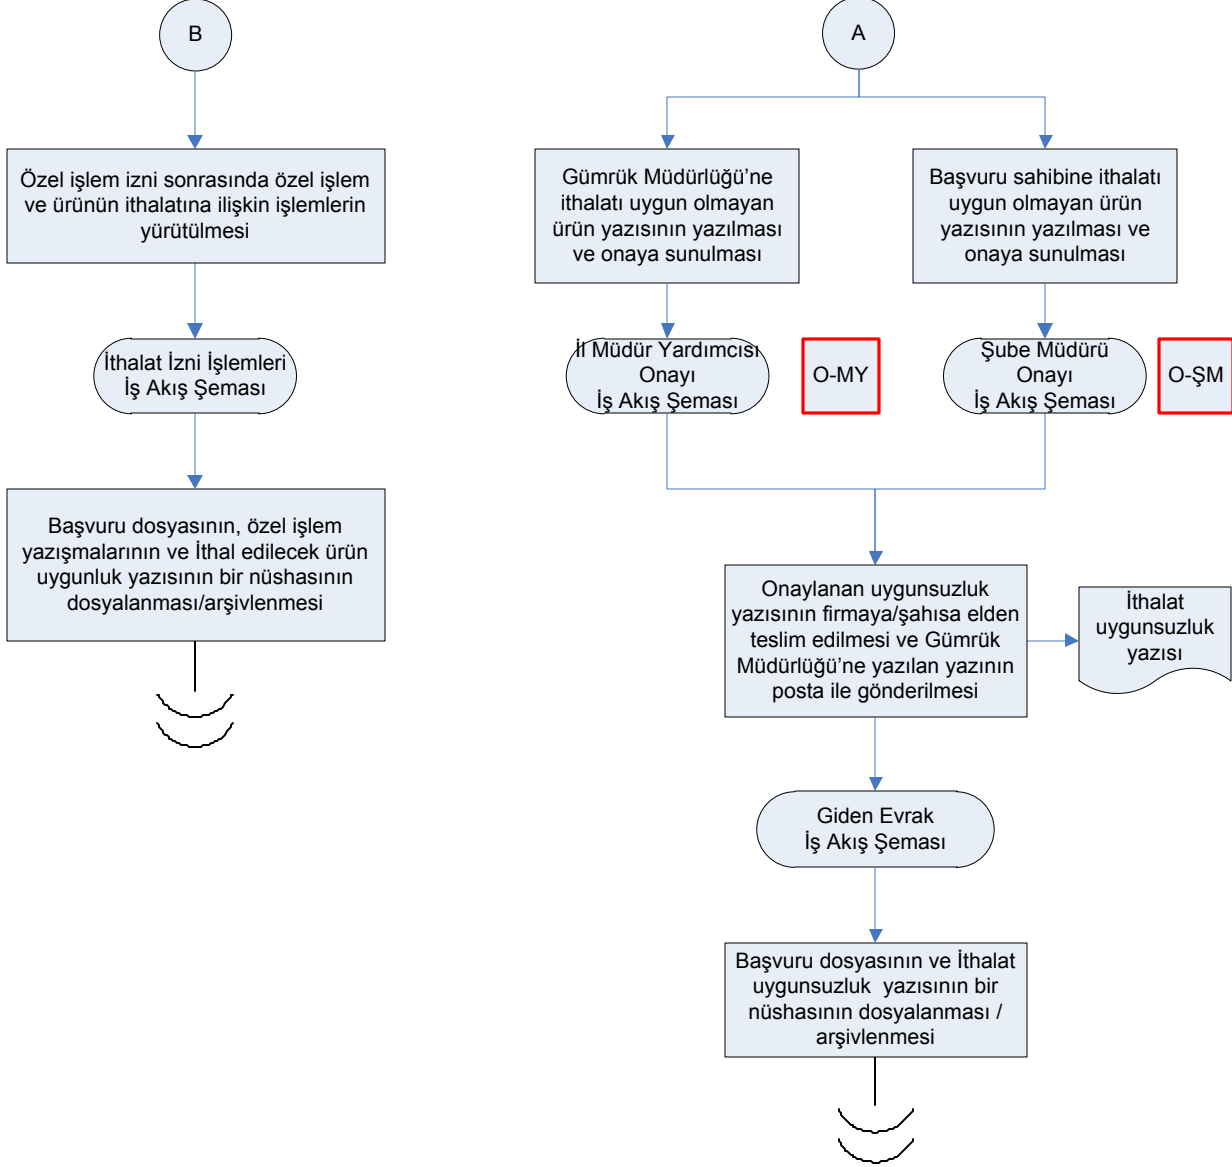 B
Özel işlem izni sonrasında özel işlem
ve ürünün ithalatına ilişkin işlemlerin
yürütülmesi
İthalat İzni İşlemleri
İş Akış Şeması
Başvuru dosyasının, özel işlem
yazışmalarının ve İthal edilecek ürün
uygunluk yazısının bir nüshasının
dosyalanması/arşivlenmesi
A
Gümrük Müdürlüğü’ne
ithalatı uygun olmayan
ürün yazısının yazılması
ve onaya sunulması
Başvuru sahibine ithalatı
uygun olmayan ürün
yazısının yazılması ve
onaya sunulması
İl Müdür Yardımcısı
Onayı
İş Akış Şeması
O-MY
Şube Müdürü
Onayı
İş Akış Şeması
O-ŞM
Onaylanan uygunsuzluk
yazısının firmaya/şahısa elden
teslim edilmesi ve Gümrük
Müdürlüğü’ne yazılan yazının
posta ile gönderilmesi
İthalat
uygunsuzluk
yazısı
Giden Evrak
İş Akış Şeması
Başvuru dosyasının ve İthalat
uygunsuzluk  yazısının bir
nüshasının dosyalanması /
arşivlenmesi